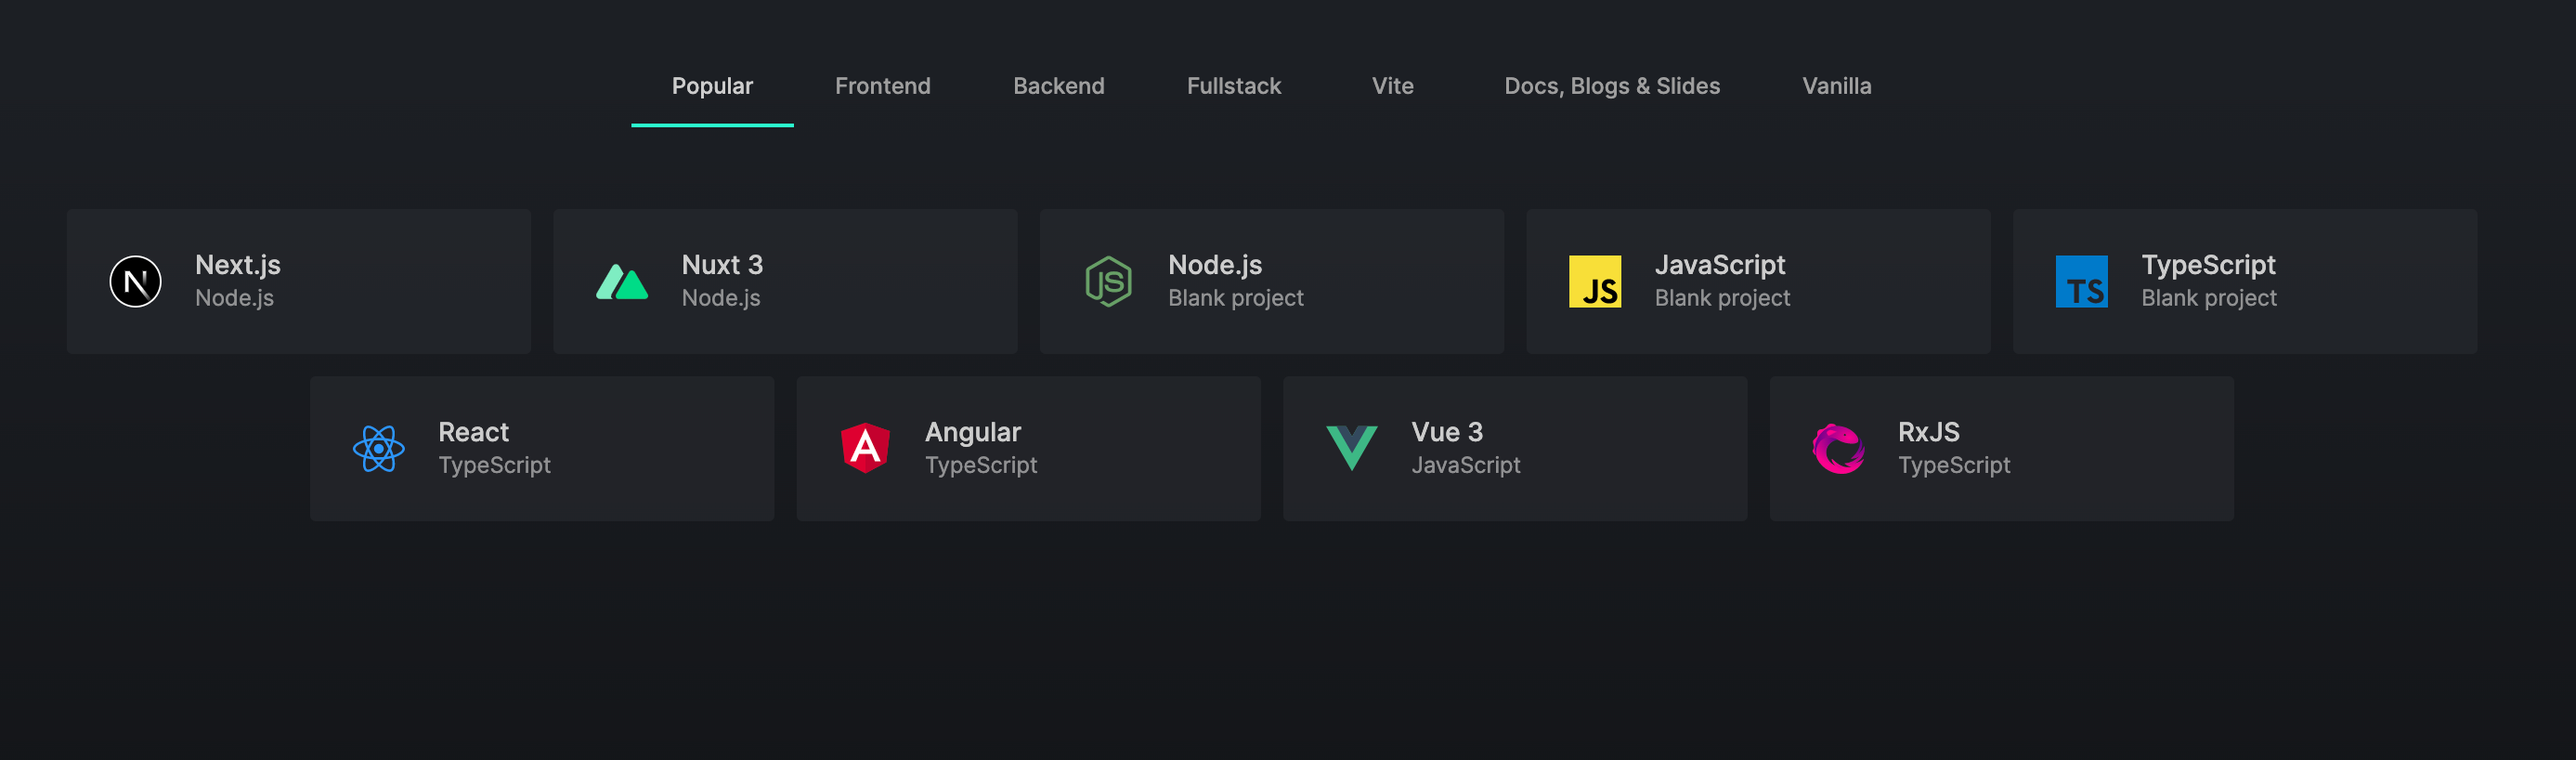 Popular Frontend Backend Fullstack Vite Docs, Blogs & Slides Vanilla
N Next.js
Node.js
Nuxt 3
Node.js
JS Node.js
Blank project
JS JavaScript
Blank project
TS TypeScript
Blank project
React
TypeScript
A Angular
TypeScript
Vue 3
JavaScript
RxJS
TypeScript